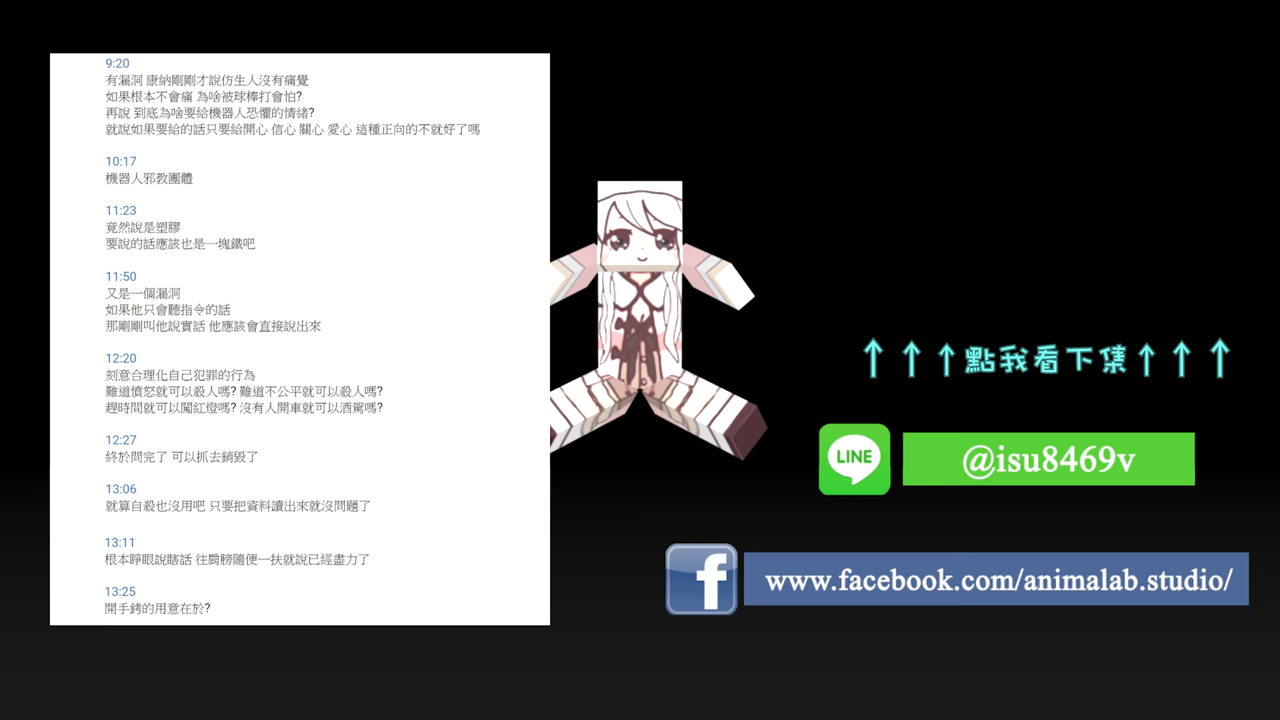 9:20
有漏洞 康納剛剛才說仿生人沒有痛覺
如果根本不會痛 為啥被球棒打會怕?
再說 到底為啥要給機器人恐懼的情緒?
就說如果要給的話只要給開心 信心 關心 愛心 這種正向的不就好了嗎
10:17
機器人邪教團體
11:23
竟然說是塑膠
要說的話應該也是一塊鐵吧
11:50
又是一個漏洞
如果他只會聽指令的話
那剛剛叫他說實話 他應該會直接說出來
12:20
刻意合理化自己犯罪的行為
難道憤怒就可以殺人嗎? 難道不公平就可以殺人嗎?
趕時間就可以闖紅燈嗎? 沒有人開車就可以酒駕嗎?
12:27
終於問完了 可以抓去銷毀了
13:06
就算自殺也沒用吧 只要把資料讀出來就沒問題了
13:11
根本睜眼說瞎話 往肩膀隨便一扶就說已經盡力了
13:25
開手銬的用意在於?
↑↑↑點我看下集↑↑↑
LINE
@isu8469v
f
www.facebook.com/animalab.studio/